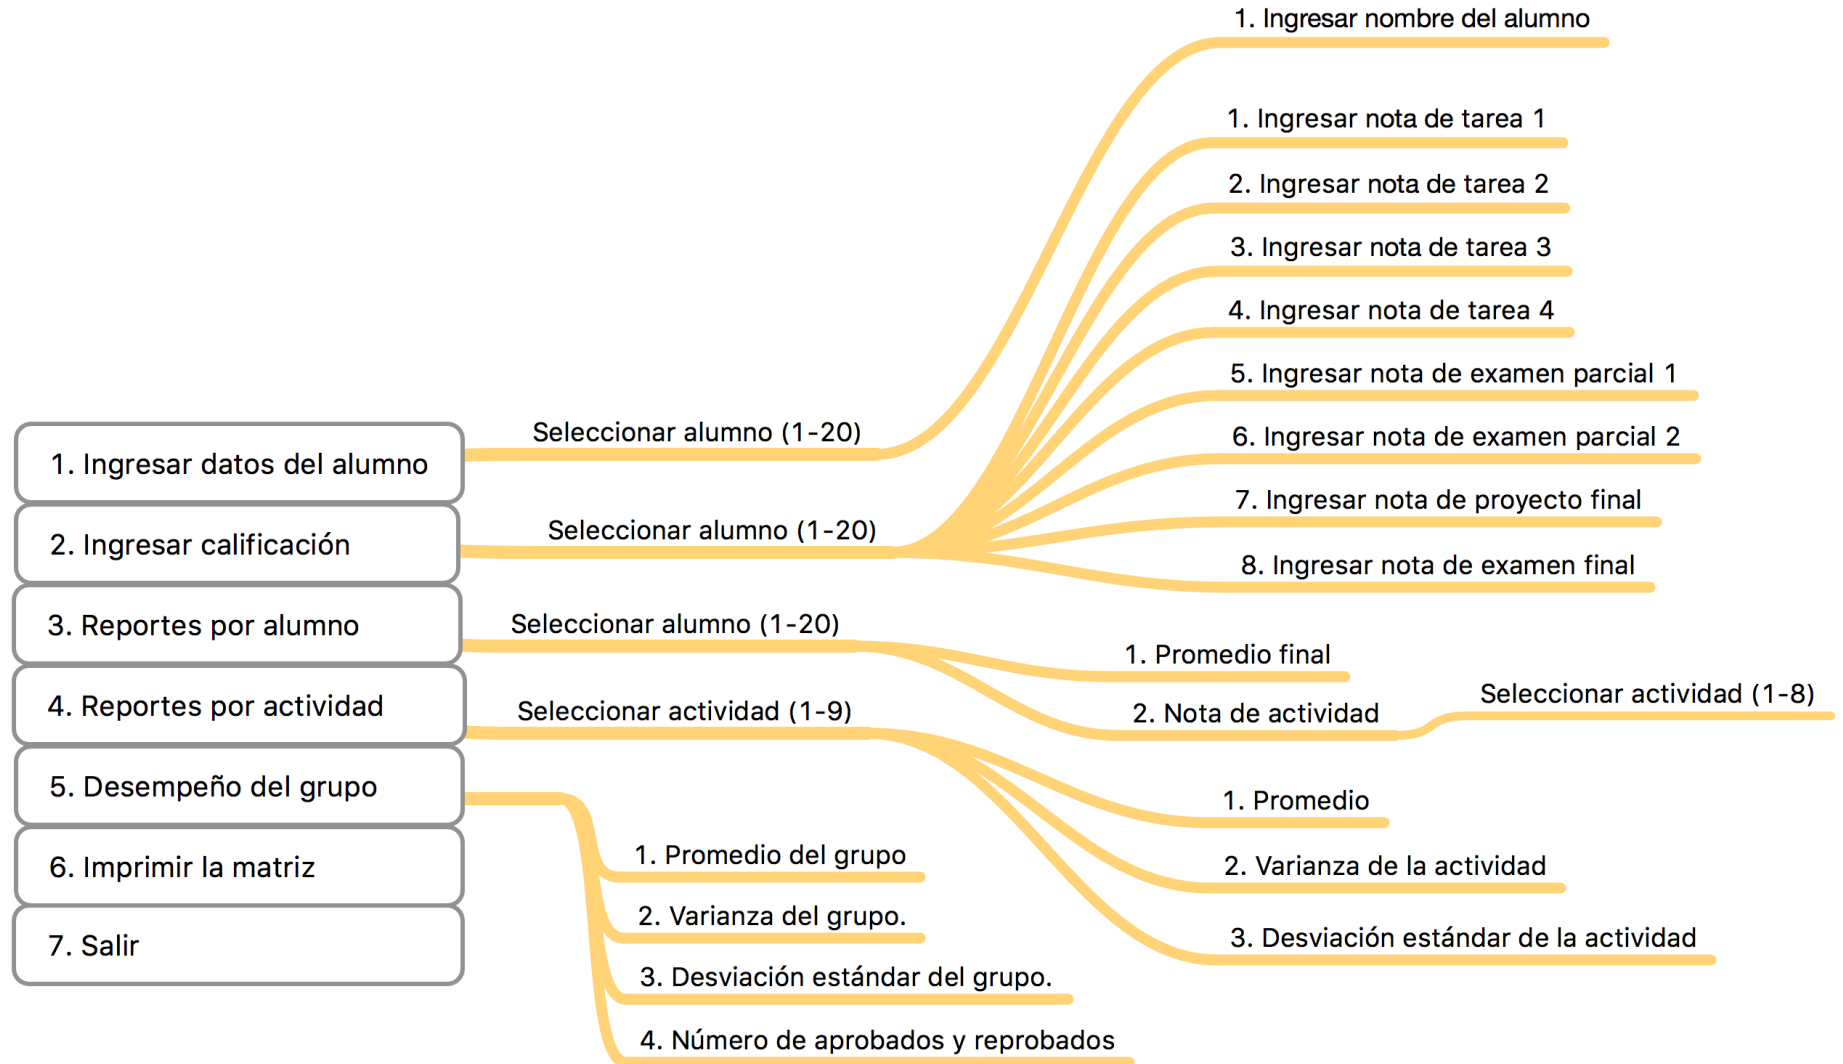 1. Ingresar datos del alumno
Seleccionar alumno (1-20)
1. Ingresar nombre del alumno
2. Ingresar calificación
Seleccionar alumno (1-20)
1. Ingresar nota de tarea 1
2. Ingresar nota de tarea 2
3. Ingresar nota de tarea 3
4. Ingresar nota de tarea 4
5. Ingresar nota de examen parcial 1
6. Ingresar nota de examen parcial 2
7. Ingresar nota de proyecto final
8. Ingresar nota de examen final
3. Reportes por alumno
Seleccionar alumno (1-20)
1. Promedio final
2. Nota de actividad
Seleccionar actividad (1-8)
4. Reportes por actividad
Seleccionar actividad (1-9)
1. Promedio
2. Varianza de la actividad
3. Desviación estándar de la actividad
5. Desempeño del grupo
1. Promedio del grupo
2. Varianza del grupo.
3. Desviación estándar del grupo.
4. Número de aprobados y reprobados
6. Imprimir la matriz
7. Salir